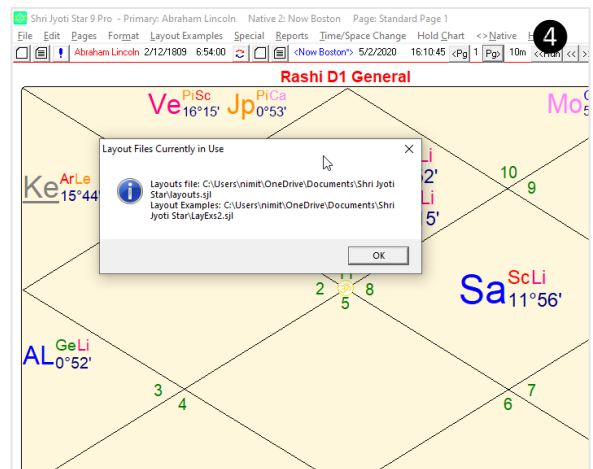 Shri Jyoti Star 9 Pro - Primary: Abraham Lincoln Native 2: Now Boston Page: Standard Page 1
File Edit Pages Format Layout Examples Special Reports Time/Space Change Hold Chart <>Native
4
Abraham Lincoln 2/12/1809 6:54:00 <Now Boston*> 5/2/2020 16:10:45 <Pg 1 Pg> 10m
Rashi D1 General
Ve PiSc 16°15' Jp PiCa 0°53' Mo
Layout Files Currently in Use
Layouts file: C:\Users\nimit\OneDrive\Documents\Shri Jyoti
Star\layouts.sjl
Layout Examples: C:\Users\nimit\OneDrive\Documents\Shri
Jyoti Star\LayExs2.sjl
OK
Ke ArLe 15°44'
Li
2'
Li
5'
10
9
11
2 8
5
Sa ScLi 11°56'
AL GeLi 0°52'
3
4
7
6